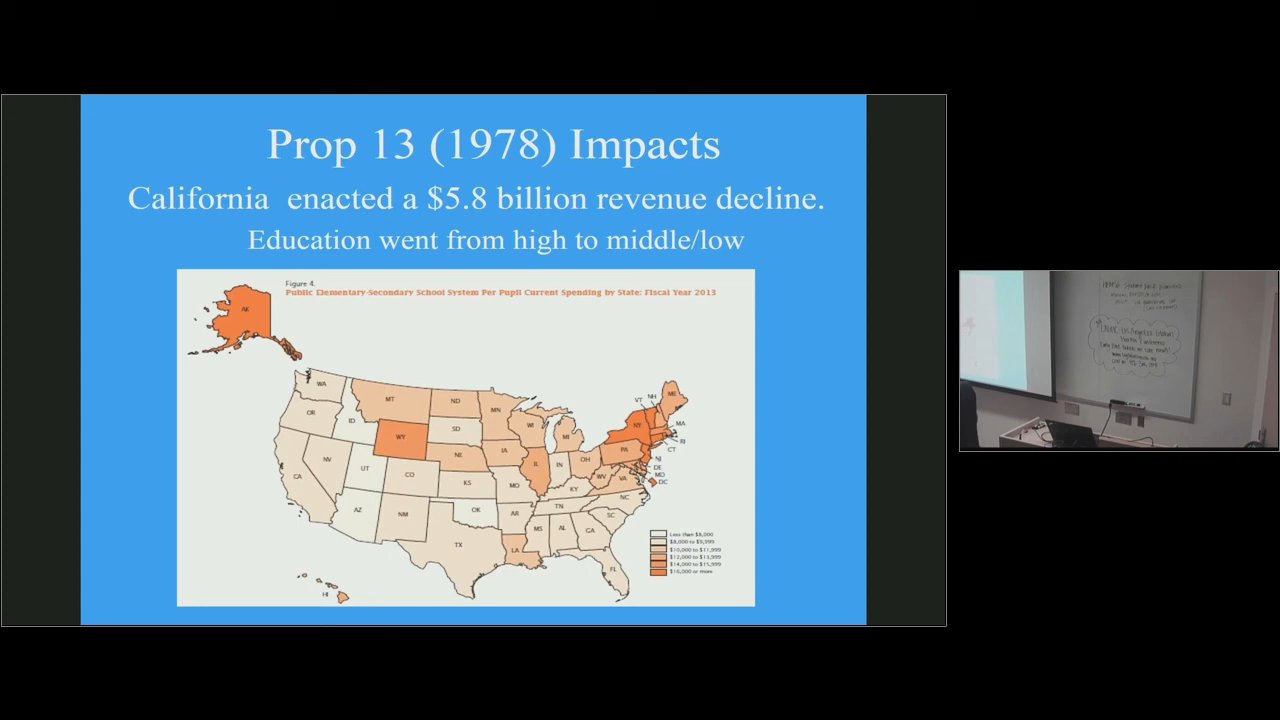 Prop 13 (1978) Impacts
California enacted a $5.8 billion revenue decline.
Education went from high to middle/low
Figure 4.
Public Elementary-Secondary School System Per Pupil Current Spending by State: Fiscal Year 2013
AK
WA
MT
ND
MN
VT
NH
ME
OR
ID
WY
SD
WI
MI
NY
MA
RI
CT
NV
UT
CO
NE
IA
IL
IN
OH
PA
NJ
DE
MD
DC
CA
KS
MO
KY
WV
VA
AZ
NM
OK
AR
TN
NC
SC
TX
LA
MS
AL
GA
FL
HI
Less than $8,000
$8,000 to $9,999
$10,000 to $11,999
$12,000 to $13,999
$14,000 to $15,999
$16,000 or more